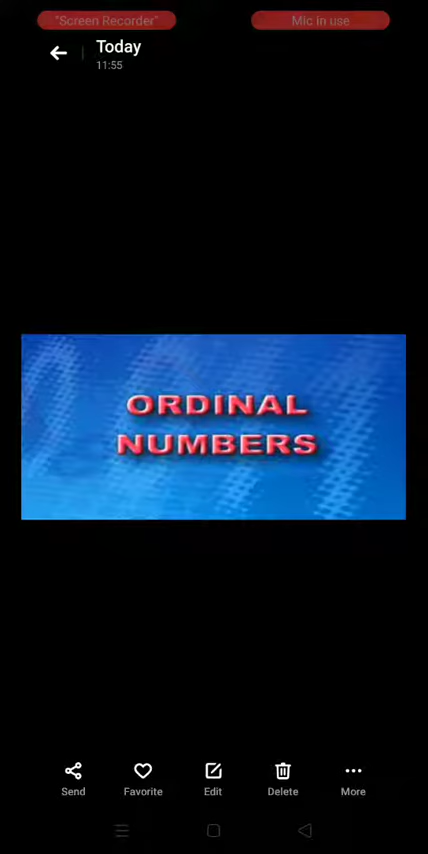 "Screen Recorder"
Mic in use
Today
11:55
ORDINAL
NUMBERS
Send
Favorite
Edit
Delete
More